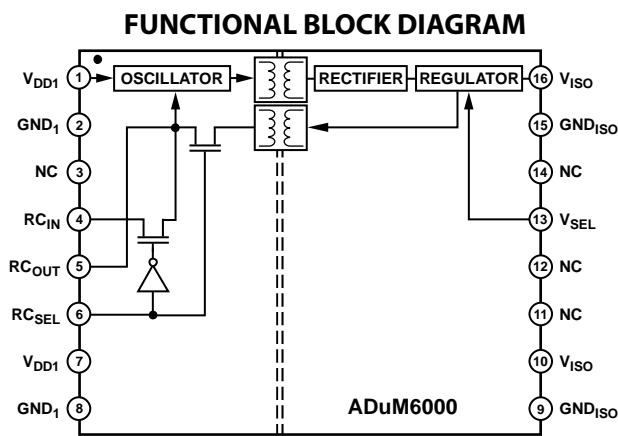 FUNCTIONAL BLOCK DIAGRAM
VDD1 1 OSCILLATOR RECTIFIER REGULATOR 16 VISO
GND1 2 15 GNDISO
NC 3 14 NC
RCIN 4 13 VSEL
RCOUT 5 12 NC
RCSEL 6 11 NC
VDD1 7 10 VISO
GND1 8 ADuM6000 9 GNDISO